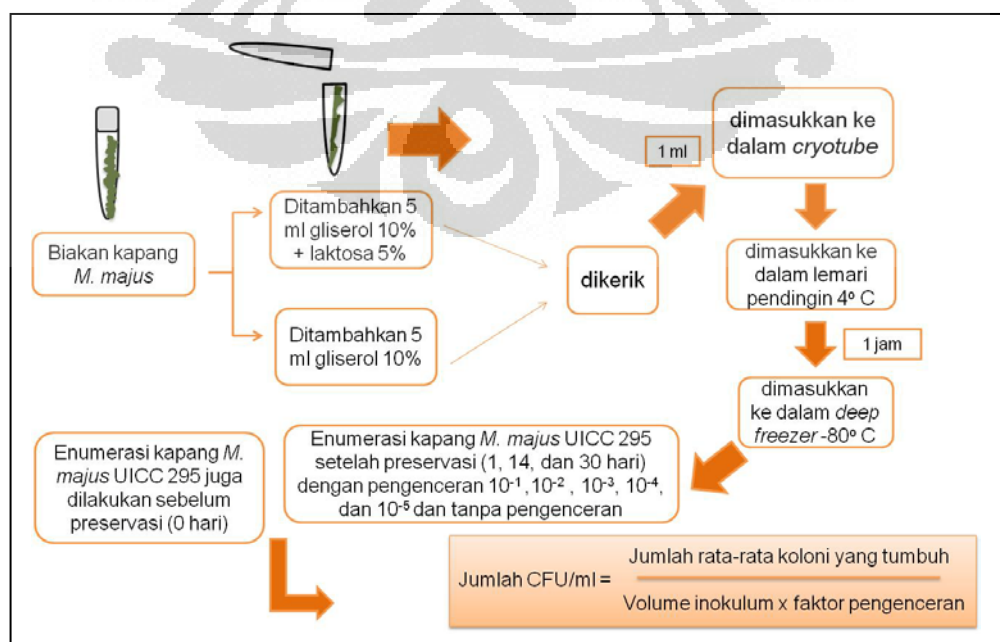 Biakan kapang
M. majus
Ditambahkan 5
ml gliserol 10%
+ laktosa 5%
Ditambahkan 5
ml gliserol 10%
dikerik
1 ml
dimasukkan ke
dalam cryotube
dimasukkan ke
dalam lemari
pendingin 4º C
1 jam
dimasukkan
ke dalam deep
freezer -80º C
Enumerasi kapang M. majus UICC 295
setelah preservasi (1, 14, dan 30 hari)
dengan pengenceran 10⁻¹ ,10⁻² , 10⁻³, 10⁻⁴,
dan 10⁻⁵ dan tanpa pengenceran
Enumerasi kapang M.
majus UICC 295 juga
dilakukan sebelum
preservasi (0 hari)
Jumlah CFU/ml =
Jumlah rata-rata koloni yang tumbuh
Volume inokulum x faktor pengenceran